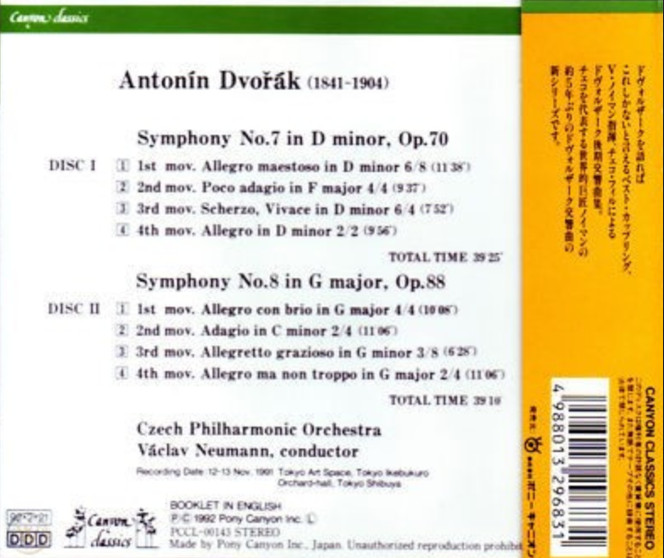 Canyon classics
Antonín Dvořák (1841-1904)
Symphony No.7 in D minor, Op.70
DISC I 1 1st mov. Allegro maestoso in D minor 6/8 (11'38")
2 2nd mov. Poco adagio in F major 4/4 (9'37")
3 3rd mov. Scherzo, Vivace in D minor 6/4 (7'52")
4 4th mov. Allegro in D minor 2/2 (9'56")
TOTAL TIME 39'25"
Symphony No.8 in G major, Op.88
DISC II 1 1st mov. Allegro con brio in G major 4/4 (10'08")
2 2nd mov. Adagio in C minor 2/4 (11'06")
3 3rd mov. Allegretto grazioso in G minor 3/8 (6'28")
4 4th mov. Allegro ma non troppo in G major 2/4 (11'06")
TOTAL TIME 39'10"
Czech Philharmonic Orchestra
Václav Neumann, conductor
Recording Date: 12-13 Nov. 1991 Tokyo Art Space, Tokyo Ikebukuro
Orchard-hall, Tokyo Shibuya
BOOKLET IN ENGLISH
Ⓟ© 1992 Pony Canyon Inc. Ⓛ
PCCL-00143 STEREO
Made by Pony Canyon Inc., Japan. Unauthorized reproduction prohibi
DDD
Canyon classics
ドヴォルザークを語れば
これしかないと言えるベスト・カップリング、
V・ノイマン指揮、チェコ・フィルによる
ドヴォルザーク後期交響曲集。
チェコを代表する世界的巨匠ノイマンの
約5年ぶりのドヴォルザーク交響曲の
新シリーズです。
CANYON CLASSICS STEREO
4 988013 296831
発売元
株式会社 ポニーキャニオン